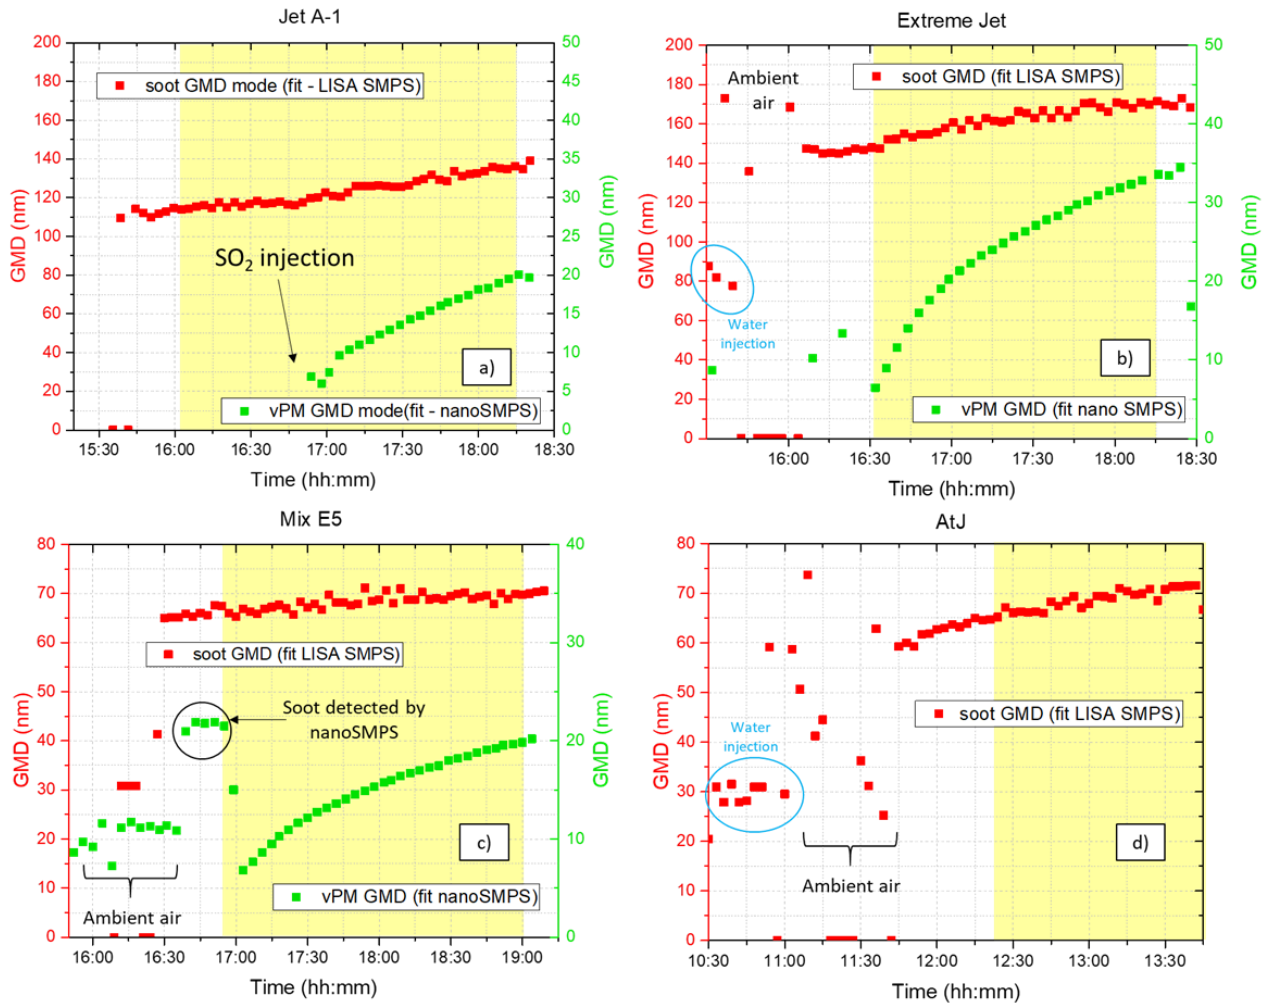 Jet A-1
200
180
160
140
120
100
80
60
40
20
0
GMD (nm)
50
45
40
35
30
25
20
15
10
5
0
GMD (nm)
soot GMD mode (fit - LISA SMPS)
SO2 injection
a)
vPM GMD mode(fit - nanoSMPS)
15:30 16:00 16:30 17:00 17:30 18:00 18:30
Time (hh:mm)
Extreme Jet
200
180
160
140
120
100
80
60
40
20
0
GMD (nm)
50
40
30
20
10
0
GMD (nm)
Ambient
air
soot GMD (fit LISA SMPS)
Water
injection
b)
vPM GMD (fit nano SMPS)
16:00 16:30 17:00 17:30 18:00 18:30
Time (hh:mm)
Mix E5
80
70
60
50
40
30
20
10
0
GMD (nm)
40
30
20
10
0
GMD (nm)
soot GMD (fit LISA SMPS)
Soot detected by
nanoSMPS
c)
vPM GMD (fit nanoSMPS)
Ambient air
16:00 16:30 17:00 17:30 18:00 18:30 19:00
Time (hh:mm)
AtJ
80
70
60
50
40
30
20
10
0
GMD (nm)
soot GMD (fit LISA SMPS)
Water
injection
d)
Ambient air
10:30 11:00 11:30 12:00 12:30 13:00 13:30
Time (hh:mm)